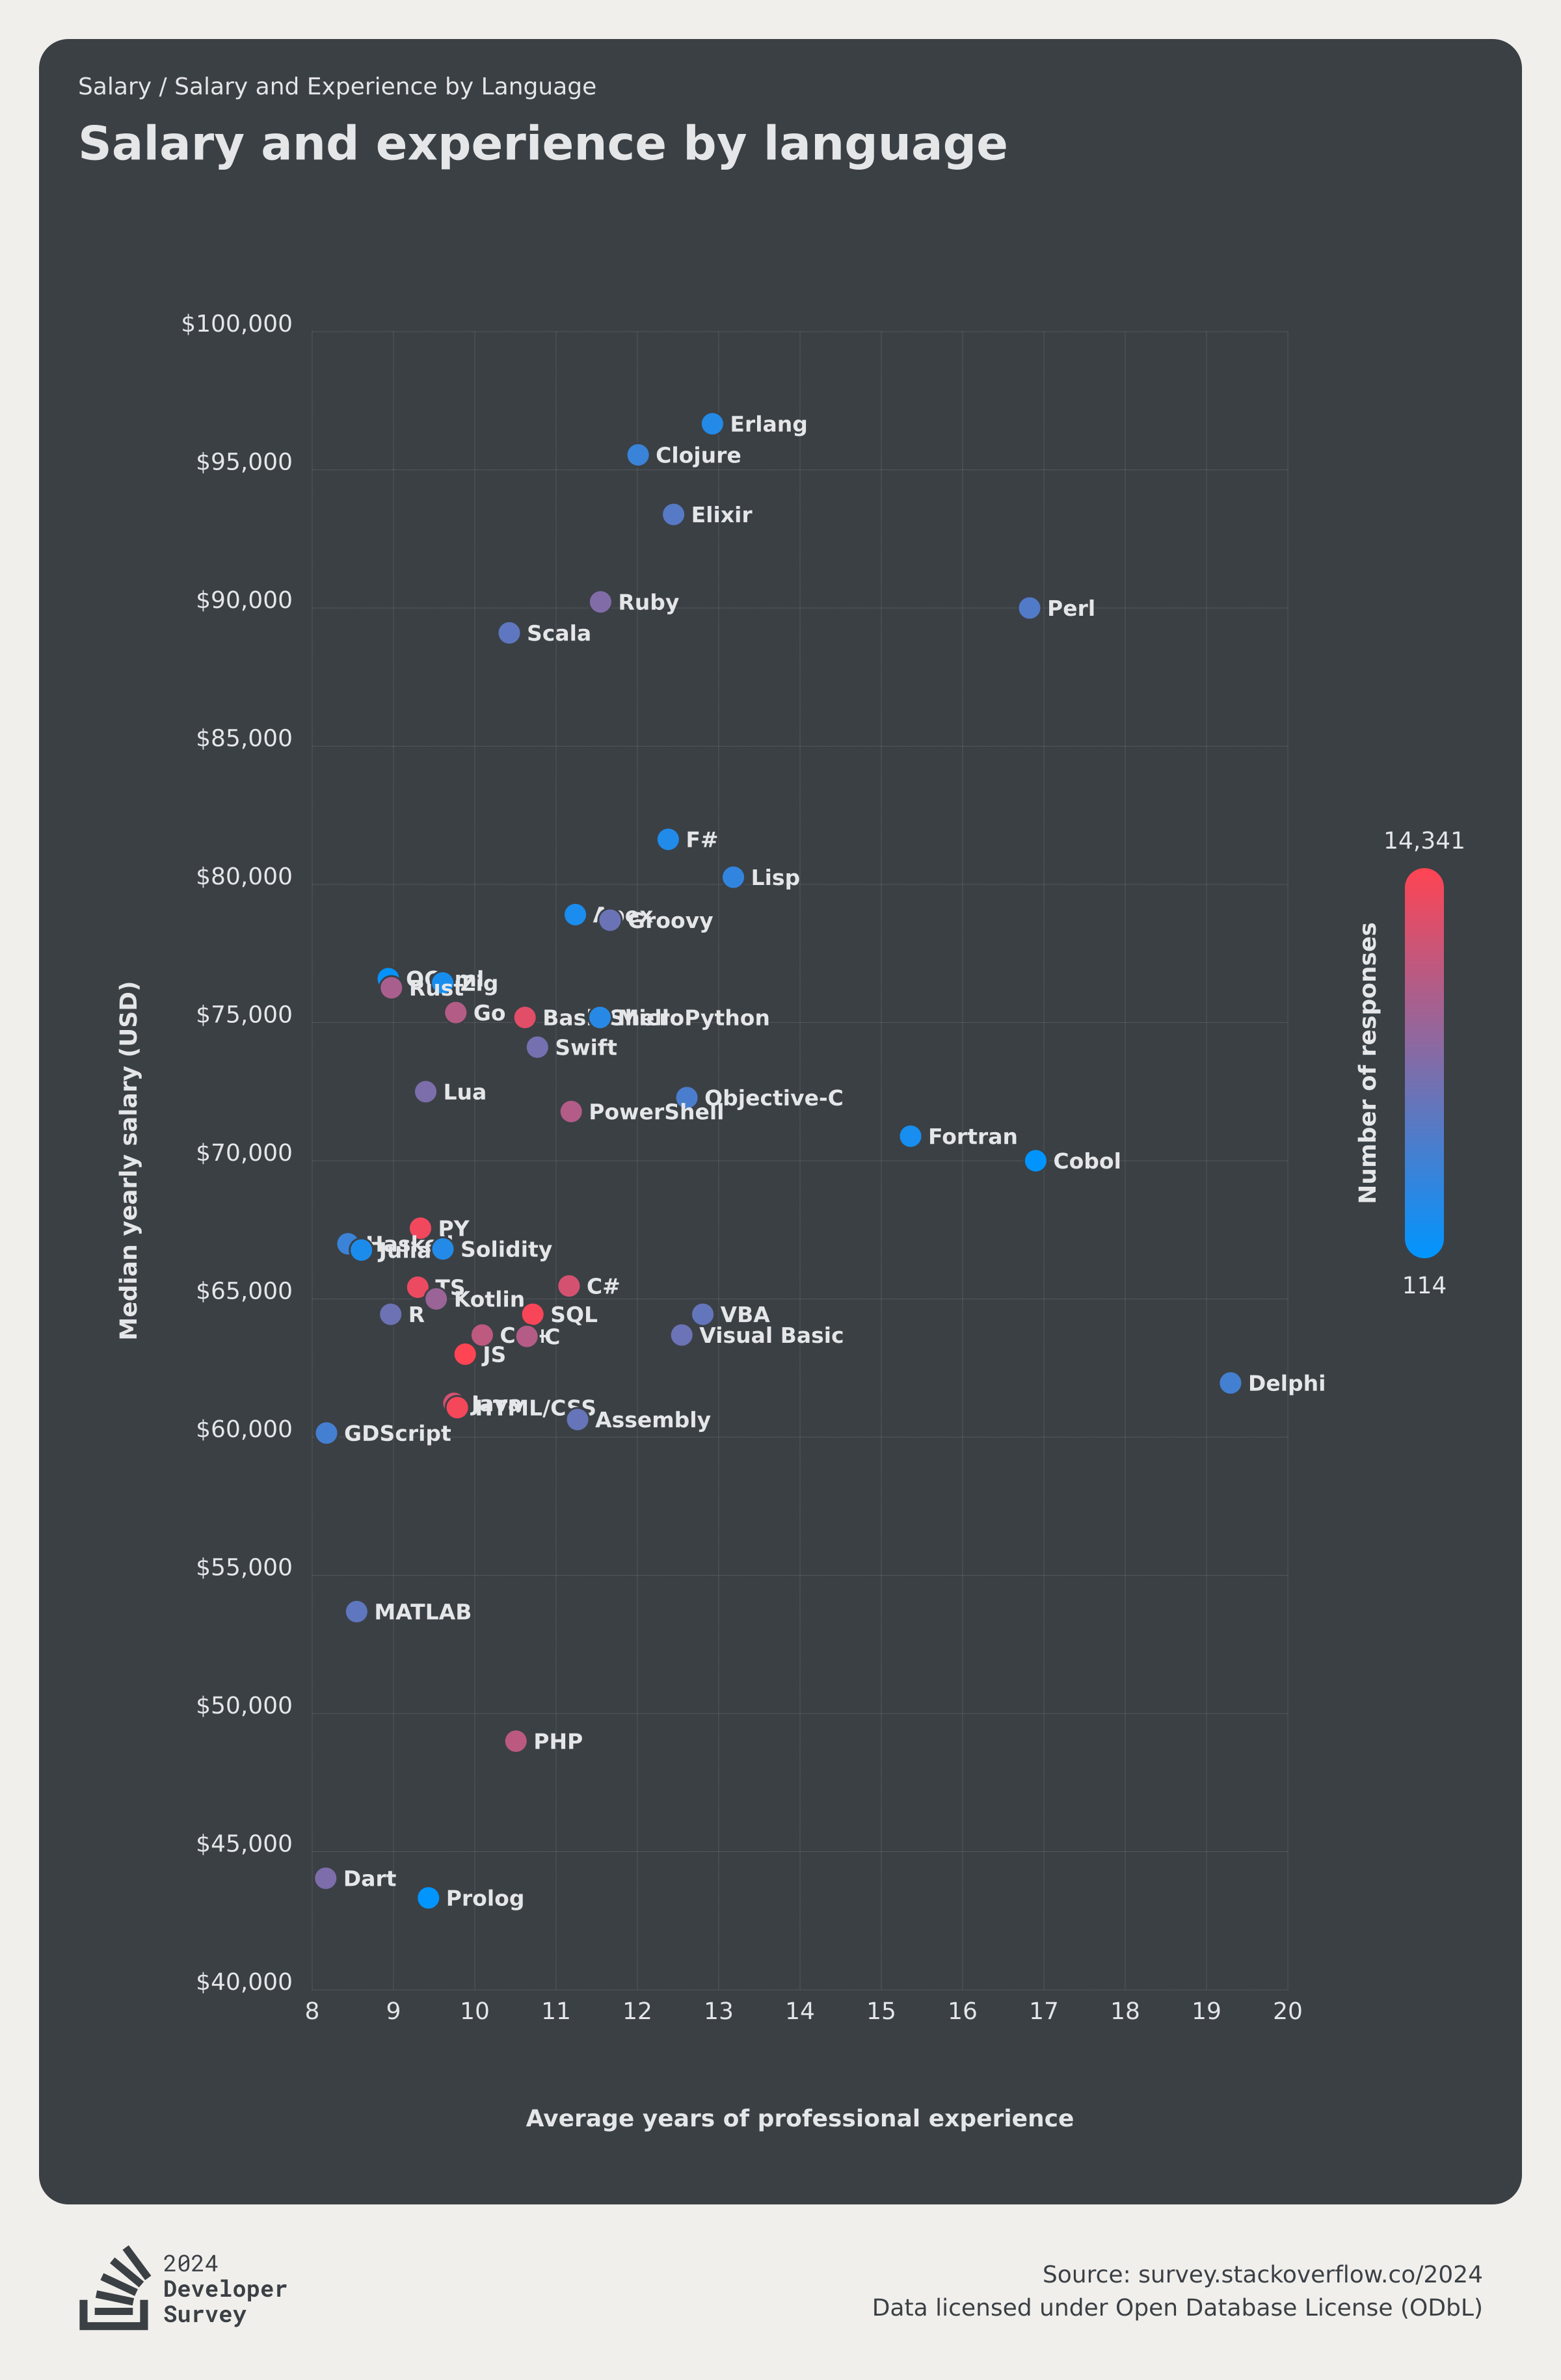 Salary / Salary and Experience by Language
Salary and experience by language
$100,000
Erlang
Clojure
$95,000
Elixir
$90,000
Ruby
Perl
Scala
$85,000
F#
14,341
$80,000
Lisp
Groovy
Number of responses
Median yearly salary (USD)
Zig
Rust
$75,000
Go
MicroPython
Swift
Lua
Objective-C
PowerShell
$70,000
Fortran
Cobol
PY
Julia
Solidity
$65,000
TS
C#
114
Kotlin
R
SQL
VBA
C
Visual Basic
JS
Delphi
HTML/CSS
Assembly
$60,000
GDScript
$55,000
MATLAB
$50,000
PHP
$45,000
Dart
Prolog
$40,000
8 9 10 11 12 13 14 15 16 17 18 19 20
Average years of professional experience
2024
Developer
Survey
Source: survey.stackoverflow.co/2024
Data licensed under Open Database License (ODbL)